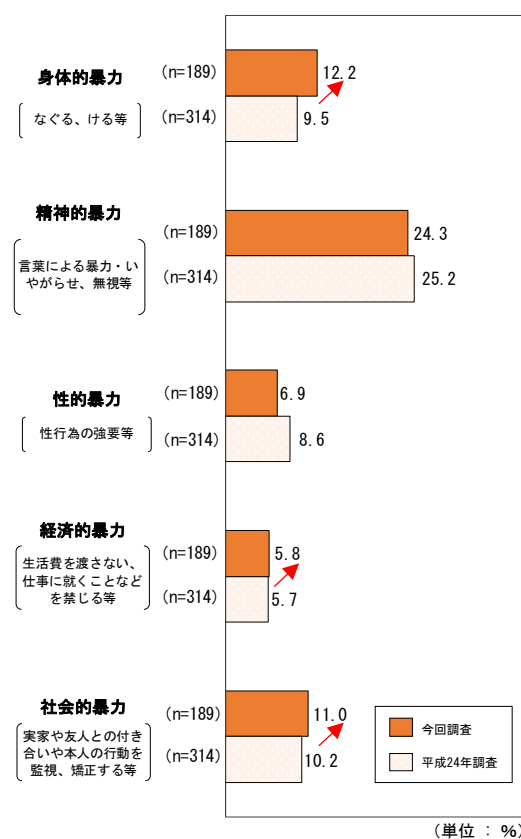 身体的暴力
なぐる、ける等
(n=189)
12.2
(n=314)
9.5
精神的暴力
言葉による暴力・い
やがらせ、無視等
(n=189)
24.3
(n=314)
25.2
性的暴力
性行為の強要等
(n=189)
6.9
(n=314)
8.6
経済的暴力
生活費を渡さない、
仕事に就くことなど
を禁じる等
(n=189)
5.8
(n=314)
5.7
社会的暴力
実家や友人との付き
合いや本人の行動を
監視、矯正する等
(n=189)
11.0
(n=314)
10.2
今回調査
平成24年調査
(単位 : %)